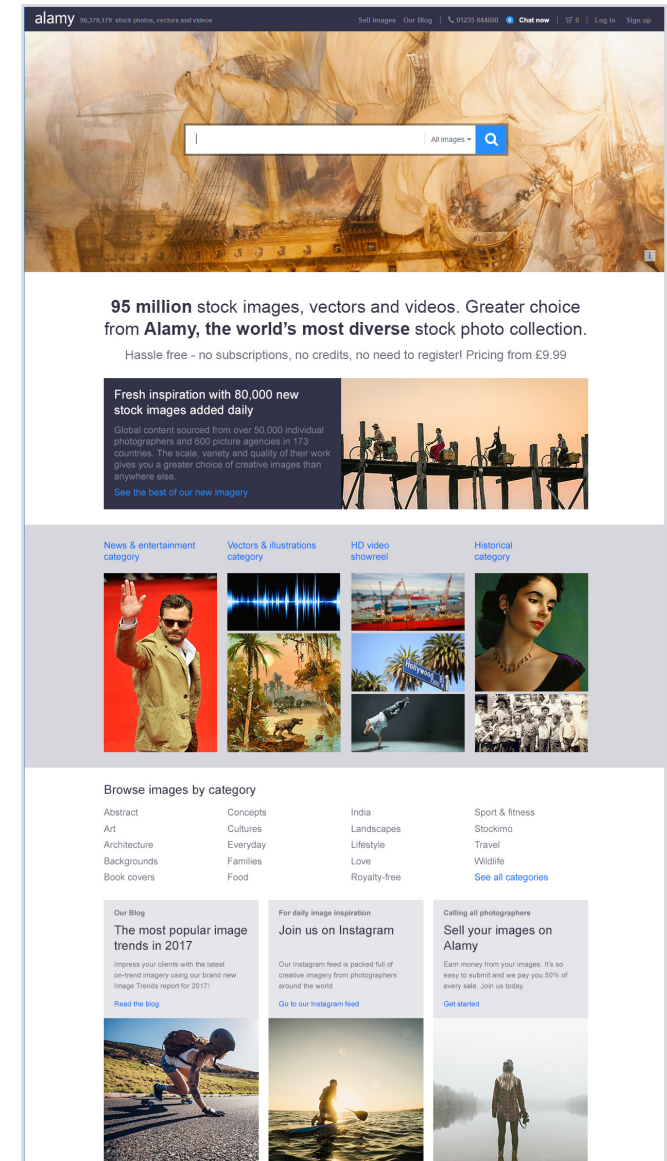 alamy 96,378,179 stock photos, vectors and videos Sell images Our Blog 01235 844600 Chat now 0 Log in Sign up
All images
95 million stock images, vectors and videos. Greater choice
from Alamy, the world's most diverse stock photo collection.
Hassle free - no subscriptions, no credits, no need to register! Pricing from £9.99
Fresh inspiration with 80,000 new
stock images added daily
Global content sourced from over 50,000 individual
photographers and 600 picture agencies in 173
countries. The scale, variety and quality of their work
gives you a greater choice of creative images than
anywhere else.
See the best of our new imagery
News & entertainment
category
Vectors & illustrations
category
HD video
showreel
Historical
category
Hollywood
Browse images by category
Abstract Concepts India Sport & fitness
Art Cultures Landscapes Stockimo
Architecture Everyday Lifestyle Travel
Backgrounds Families Love Wildlife
Book covers Food Royalty-free See all categories
Our Blog
The most popular image
trends in 2017
Impress your clients with the latest
on-trend imagery using our brand new
Image Trends report for 2017!
Read the blog
For daily image inspiration
Join us on Instagram
Our Instagram feed is packed full of
creative imagery from photographers
around the world
Go to our Instagram feed
Calling all photographers
Sell your images on
Alamy
Earn money from your images. It's so
easy to submit and we pay you 50% of
every sale. Join us today.
Get started